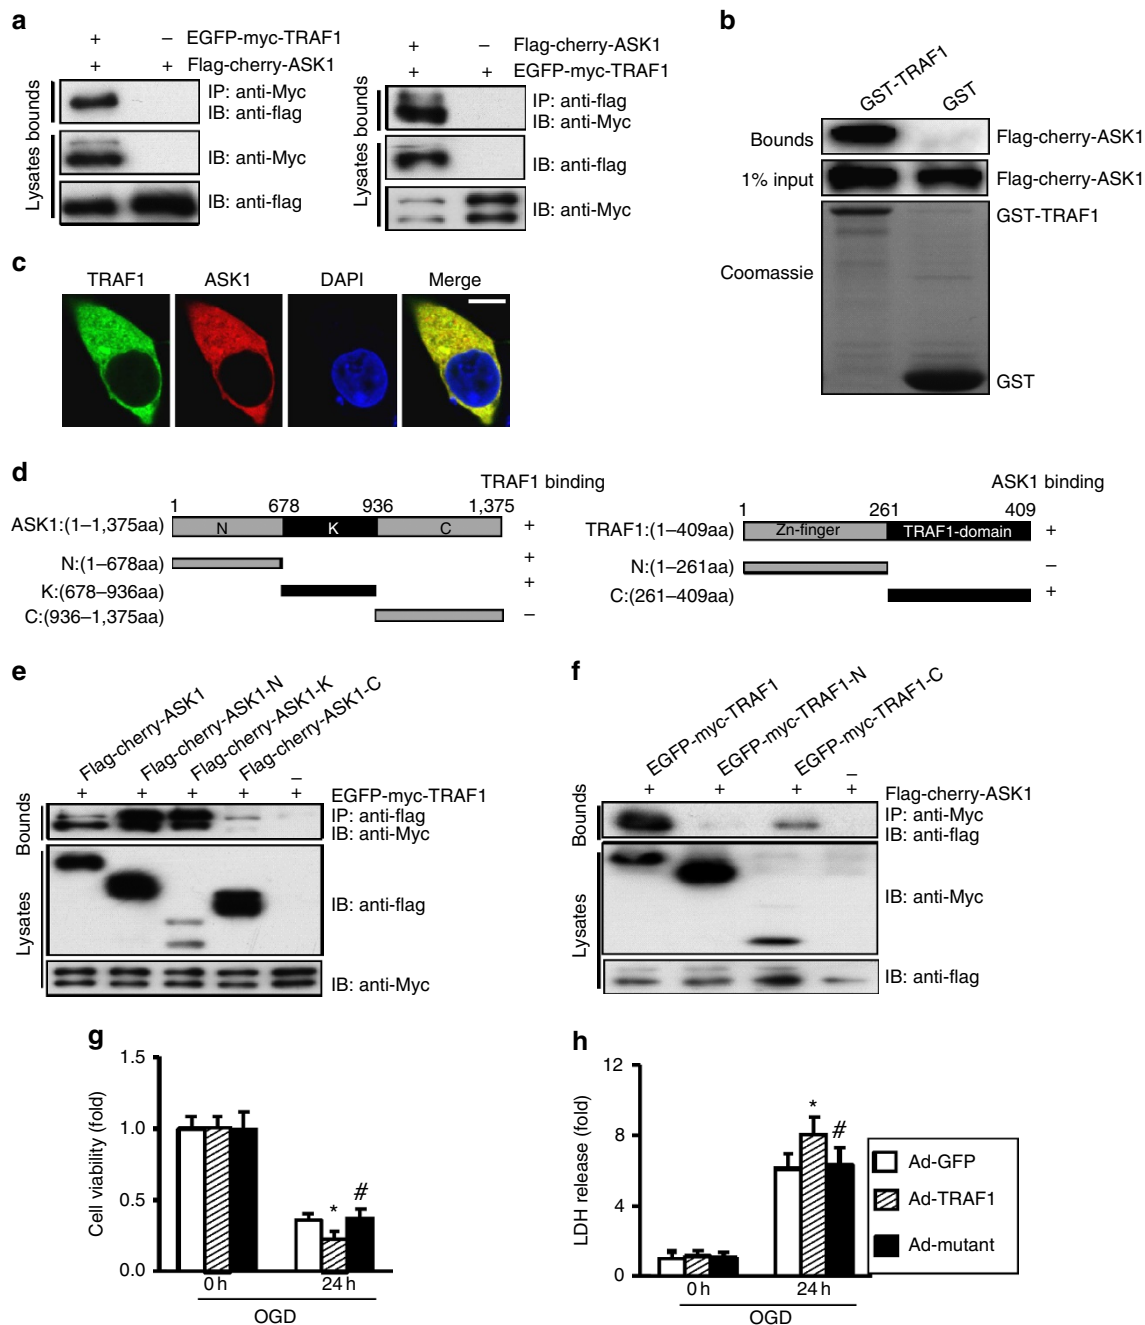 a
+ – EGFP-myc-TRAF1
+ + Flag-cherry-ASK1
Lysates bounds
IP: anti-Myc
IB: anti-flag
IB: anti-Myc
IB: anti-flag
+ – Flag-cherry-ASK1
+ + EGFP-myc-TRAF1
Lysates bounds
IP: anti-flag
IB: anti-Myc
IB: anti-flag
IB: anti-Myc
b
GST-TRAF1
GST
Bounds
Flag-cherry-ASK1
1% input
Flag-cherry-ASK1
GST-TRAF1
Coomassie
GST
c
TRAF1 ASK1 DAPI Merge
d
TRAF1 binding
1 678 936 1,375
ASK1:(1–1,375aa) N K C +
N:(1–678aa) +
K:(678–936aa) +
C:(936–1,375aa) –
ASK1 binding
1 261 409
TRAF1:(1–409aa) Zn-finger TRAF1-domain +
N:(1–261aa) –
C:(261–409aa) +
e
Flag-cherry-ASK1
Flag-cherry-ASK1-N
Flag-cherry-ASK1-K
Flag-cherry-ASK1-C
–
+ + + + + EGFP-myc-TRAF1
Bounds
IP: anti-flag
IB: anti-Myc
Lysates
IB: anti-flag
IB: anti-Myc
f
EGFP-myc-TRAF1
EGFP-myc-TRAF1-N
EGFP-myc-TRAF1-C
–
+ + + + Flag-cherry-ASK1
Bounds
IP: anti-Myc
IB: anti-flag
Lysates
IB: anti-Myc
IB: anti-flag
g
Cell viability (fold)
1.5
1.0
0.5
0.0
* #
0 h 24 h
OGD
h
LDH release (fold)
12
8
4
0
* #
0 h 24 h
OGD
Ad-GFP
Ad-TRAF1
Ad-mutant